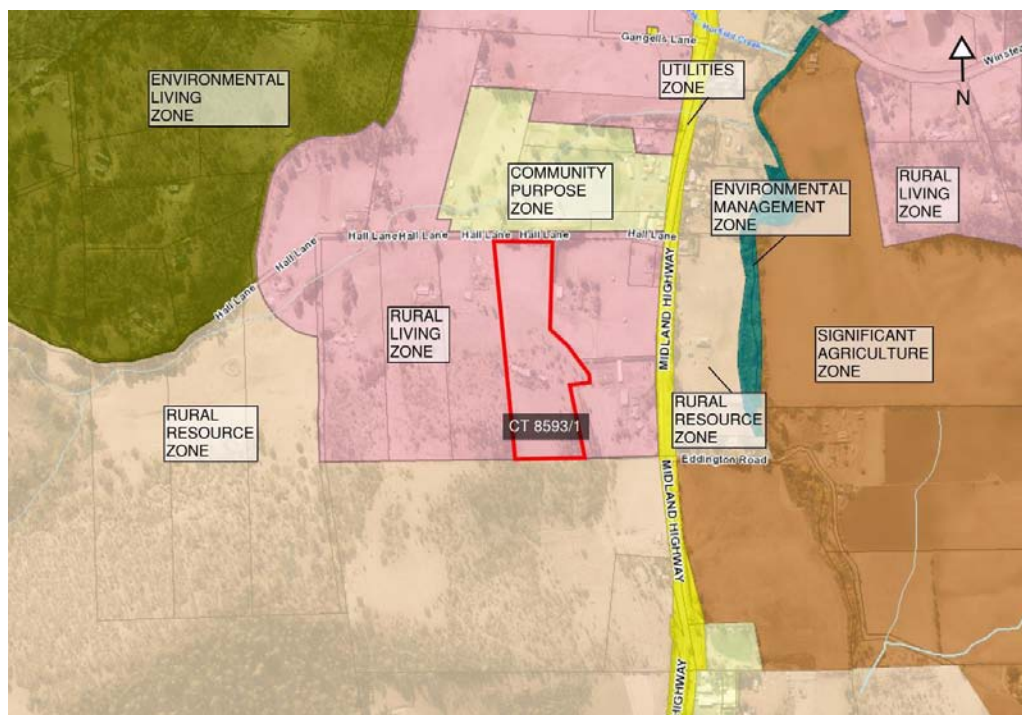 Gangells Lane
Winstea
UTILITIES
ZONE
N
ENVIRONMENTAL
LIVING
ZONE
COMMUNITY
PURPOSE
ZONE
ENVIRONMENTAL
MANAGEMENT
ZONE
RURAL
LIVING
ZONE
Hall Lane
Hall Lane
Hall Lane
Hall Lane
Hall Lane
Hall Lane
Hall Lane
MIDLAND HIGHWAY
RURAL
LIVING
ZONE
SIGNIFICANT
AGRICULTURE
ZONE
RURAL
RESOURCE
ZONE
RURAL
RESOURCE
ZONE
CT 8593/1
Eddington Road
MIDLAND HIGHWAY
HIGHWAY